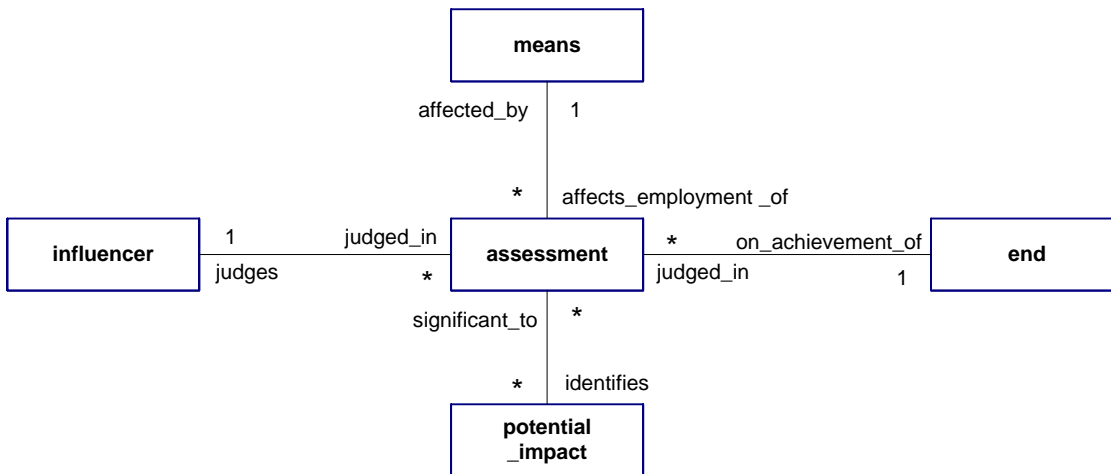 means
affected_by 1
* affects_employment _of
influencer
1 judged_in
judges *
assessment
* on_achievement_of
judged_in 1
end
significant_to *
* identifies
potential
_impact